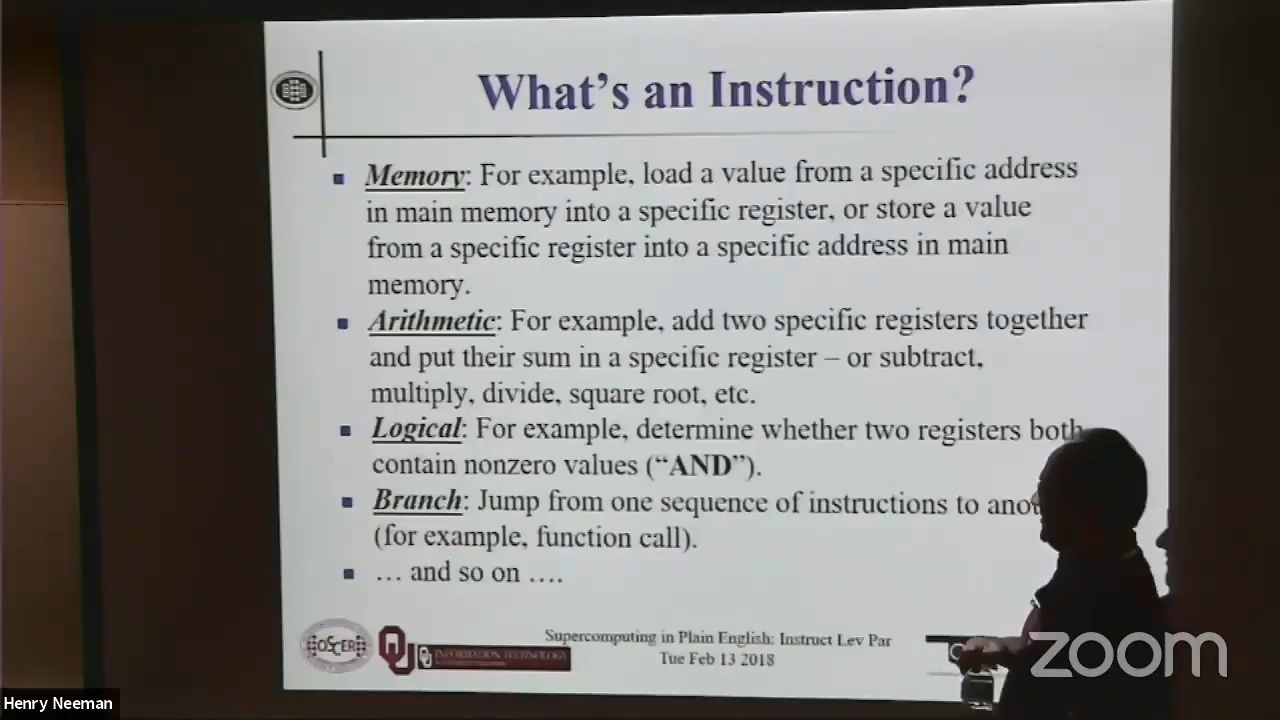 What's an Instruction?
Memory: For example, load a value from a specific address
in main memory into a specific register, or store a value
from a specific register into a specific address in main
memory.
Arithmetic: For example, add two specific registers together
and put their sum in a specific register – or subtract,
multiply, divide, square root, etc.
Logical: For example, determine whether two registers both
contain nonzero values ("AND").
Branch: Jump from one sequence of instructions to
(for example, function call).
… and so on ….
OSCER
INFORMATION TECHNOLOGY
Supercomputing in Plain English: Instruct Lev Par
Tue Feb 13 2018
zoom
Henry Neeman